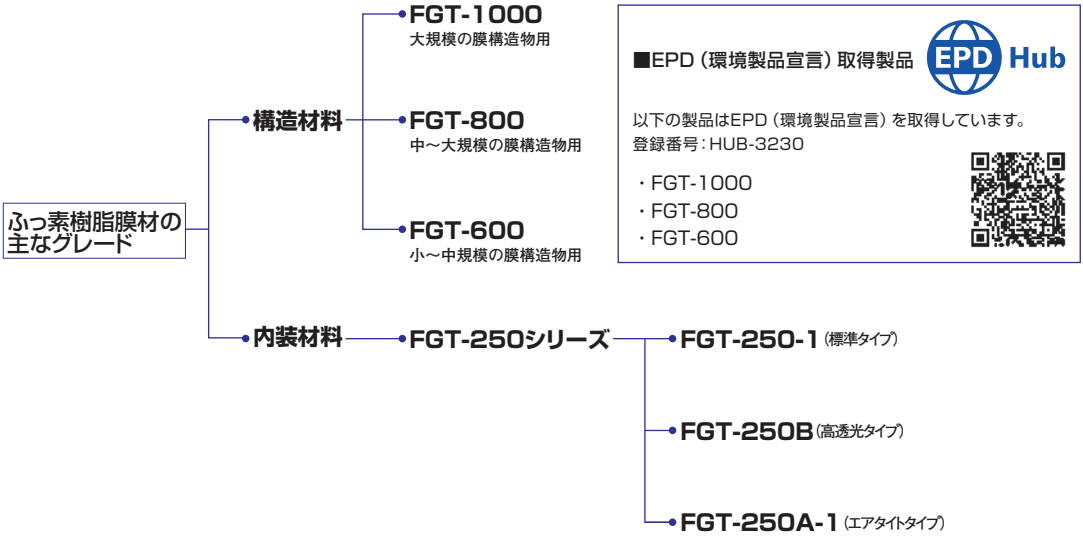 ふっ素樹脂膜材の
主なグレード
構造材料
FGT-1000
大規模の膜構造物用
FGT-800
中～大規模の膜構造物用
FGT-600
小～中規模の膜構造物用
内装材料
FGT-250シリーズ
FGT-250-1（標準タイプ）
FGT-250B（高透光タイプ）
FGT-250A-1（エアタイトタイプ）
■EPD（環境製品宣言）取得製品
EPD Hub
以下の製品はEPD（環境製品宣言）を取得しています。
登録番号：HUB-3230
・FGT-1000
・FGT-800
・FGT-600